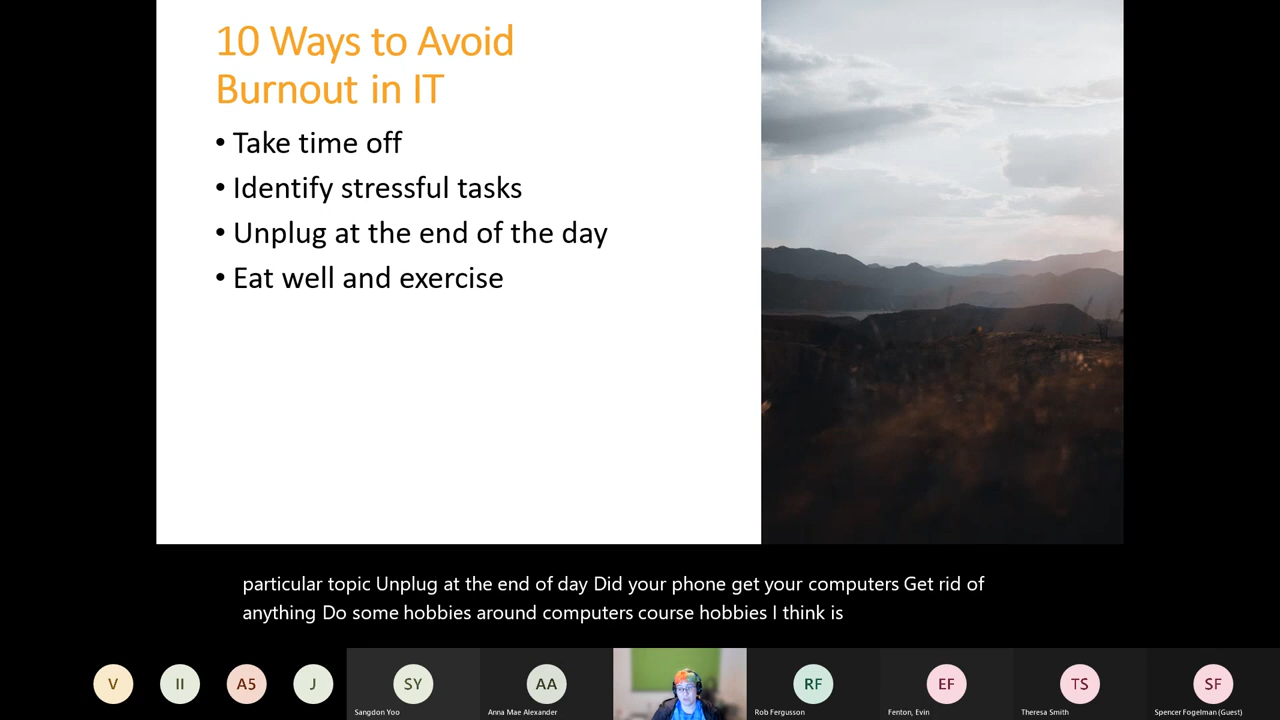 10 Ways to Avoid
Burnout in IT
• Take time off
• Identify stressful tasks
• Unplug at the end of the day
• Eat well and exercise
particular topic Unplug at the end of day Did your phone get your computers Get rid of
anything Do some hobbies around computers course hobbies I think is
V
II
A5
J
SY
AA
RF
EF
TS
SF
Sangdon Yoo
Anna Mae Alexander
Rob Fergusson
Fenton, Evin
Theresa Smith
Spencer Fogelman (Guest)